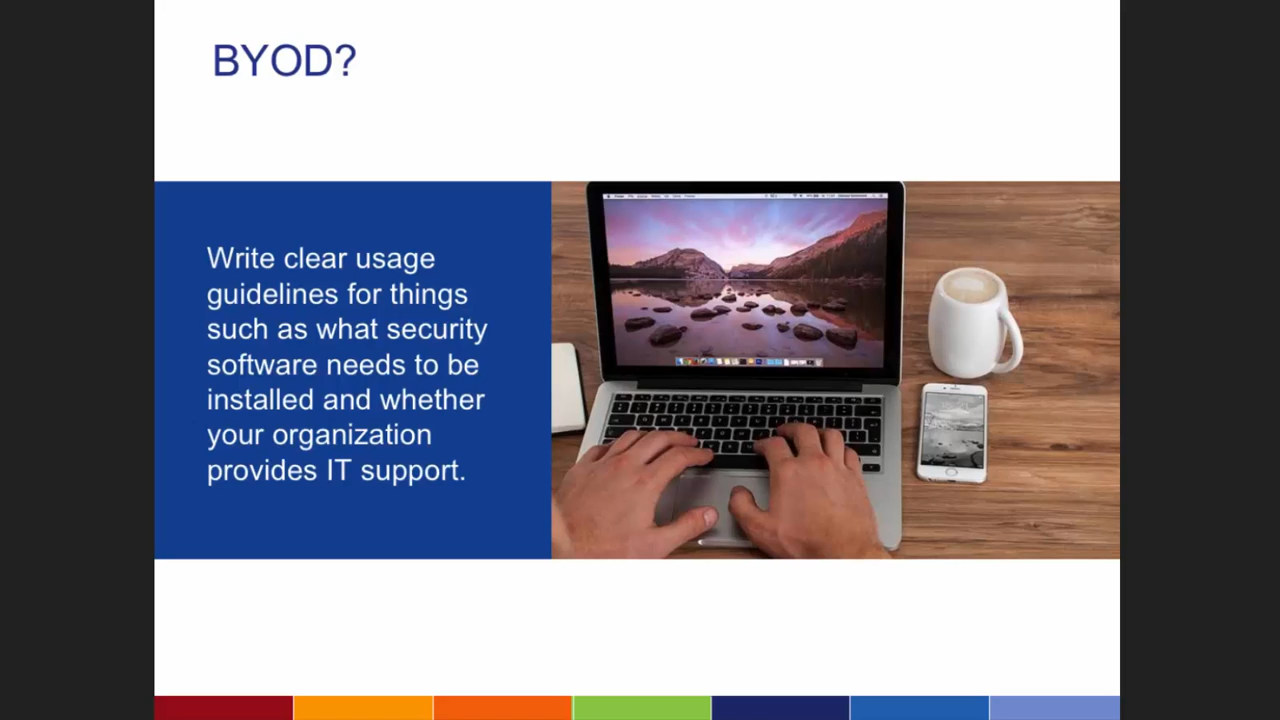 BYOD?
Write clear usage
guidelines for things
such as what security
software needs to be
installed and whether
your organization
provides IT support.